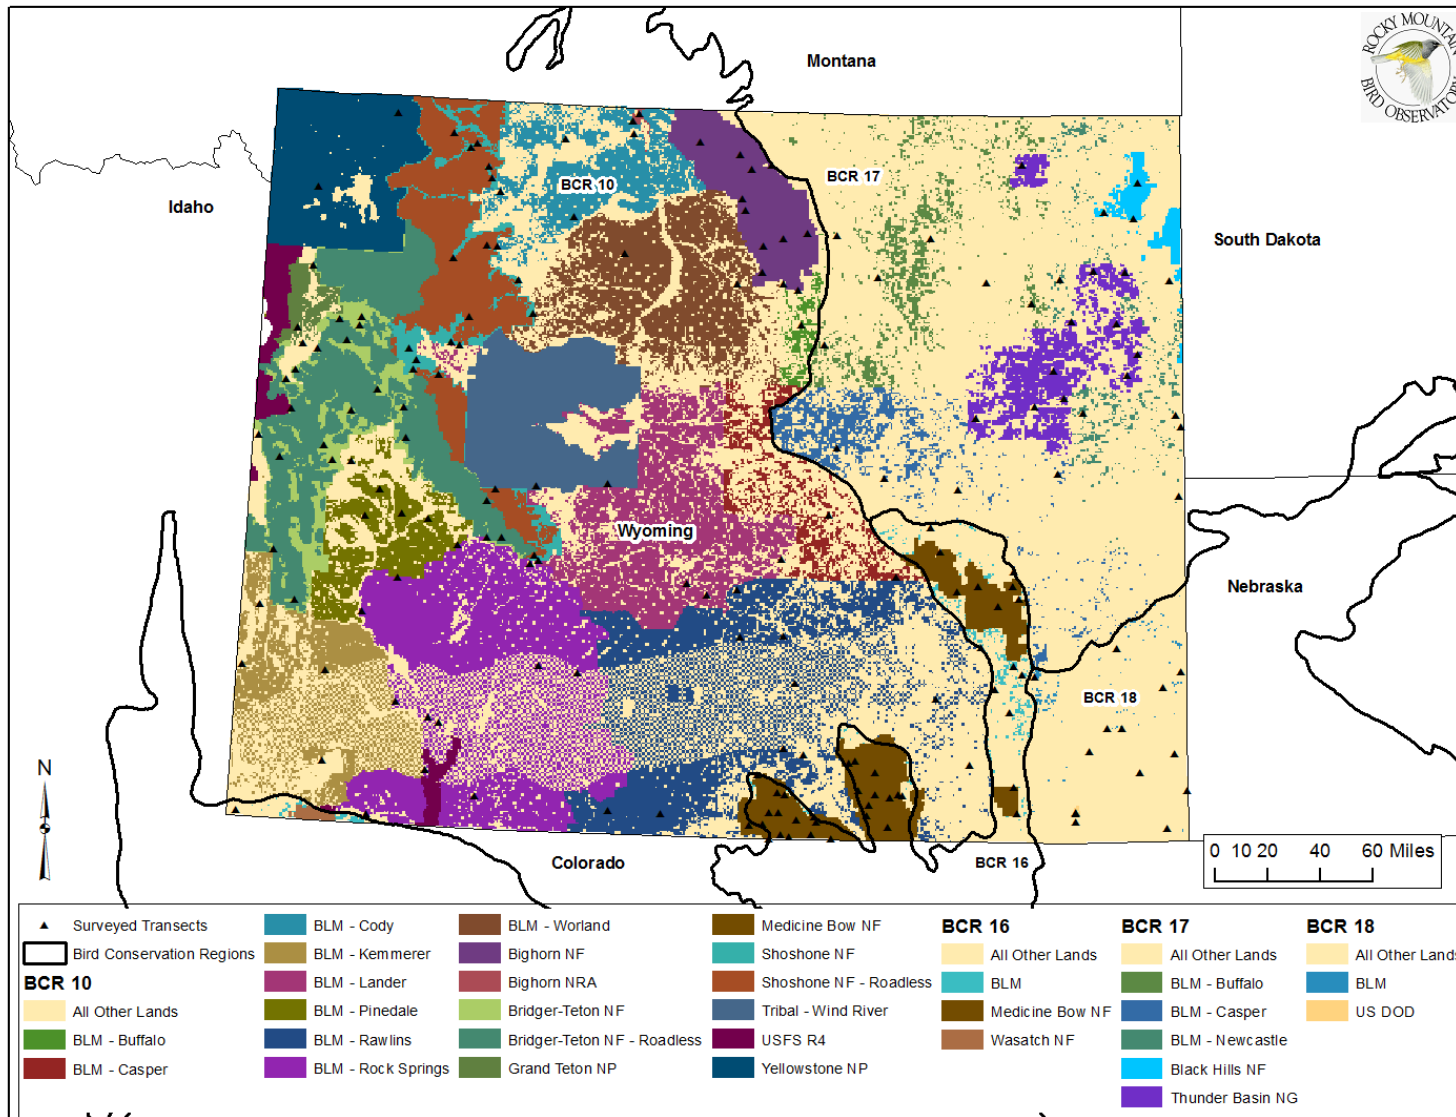 Montana
ROCKY MOUNTAIN
BIRD OBSERVATORY
BCR 17
BCR 10
Idaho
South Dakota
Wyoming
Nebraska
BCR 18
N
Colorado
BCR 16
0 10 20 40 60 Miles
Surveyed Transects
Bird Conservation Regions
BCR 10
All Other Lands
BLM - Buffalo
BLM - Casper
BLM - Cody
BLM - Kemmerer
BLM - Lander
BLM - Pinedale
BLM - Rawlins
BLM - Rock Springs
BLM - Worland
Bighorn NF
Bighorn NRA
Bridger-Teton NF
Bridger-Teton NF - Roadless
Grand Teton NP
Medicine Bow NF
Shoshone NF
Shoshone NF - Roadless
Tribal - Wind River
USFS R4
Yellowstone NP
BCR 16
All Other Lands
BLM
Medicine Bow NF
Wasatch NF
BCR 17
All Other Lands
BLM - Buffalo
BLM - Casper
BLM - Newcastle
Black Hills NF
Thunder Basin NG
BCR 18
All Other Lands
BLM
US DOD